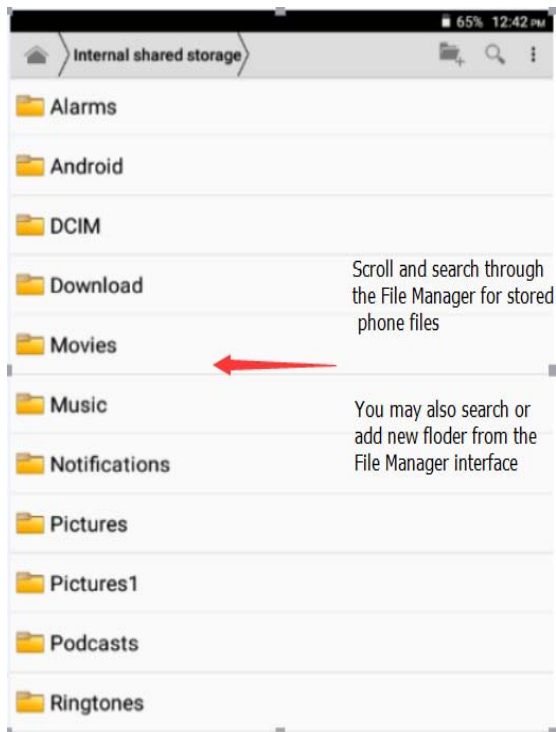 65% 12:42 PM
Internal shared storage
Alarms
Android
DCIM
Download
Scroll and search through
the File Manager for stored
phone files
Movies
Music
You may also search or
add new floder from the
File Manager interface
Notifications
Pictures
Pictures1
Podcasts
Ringtones